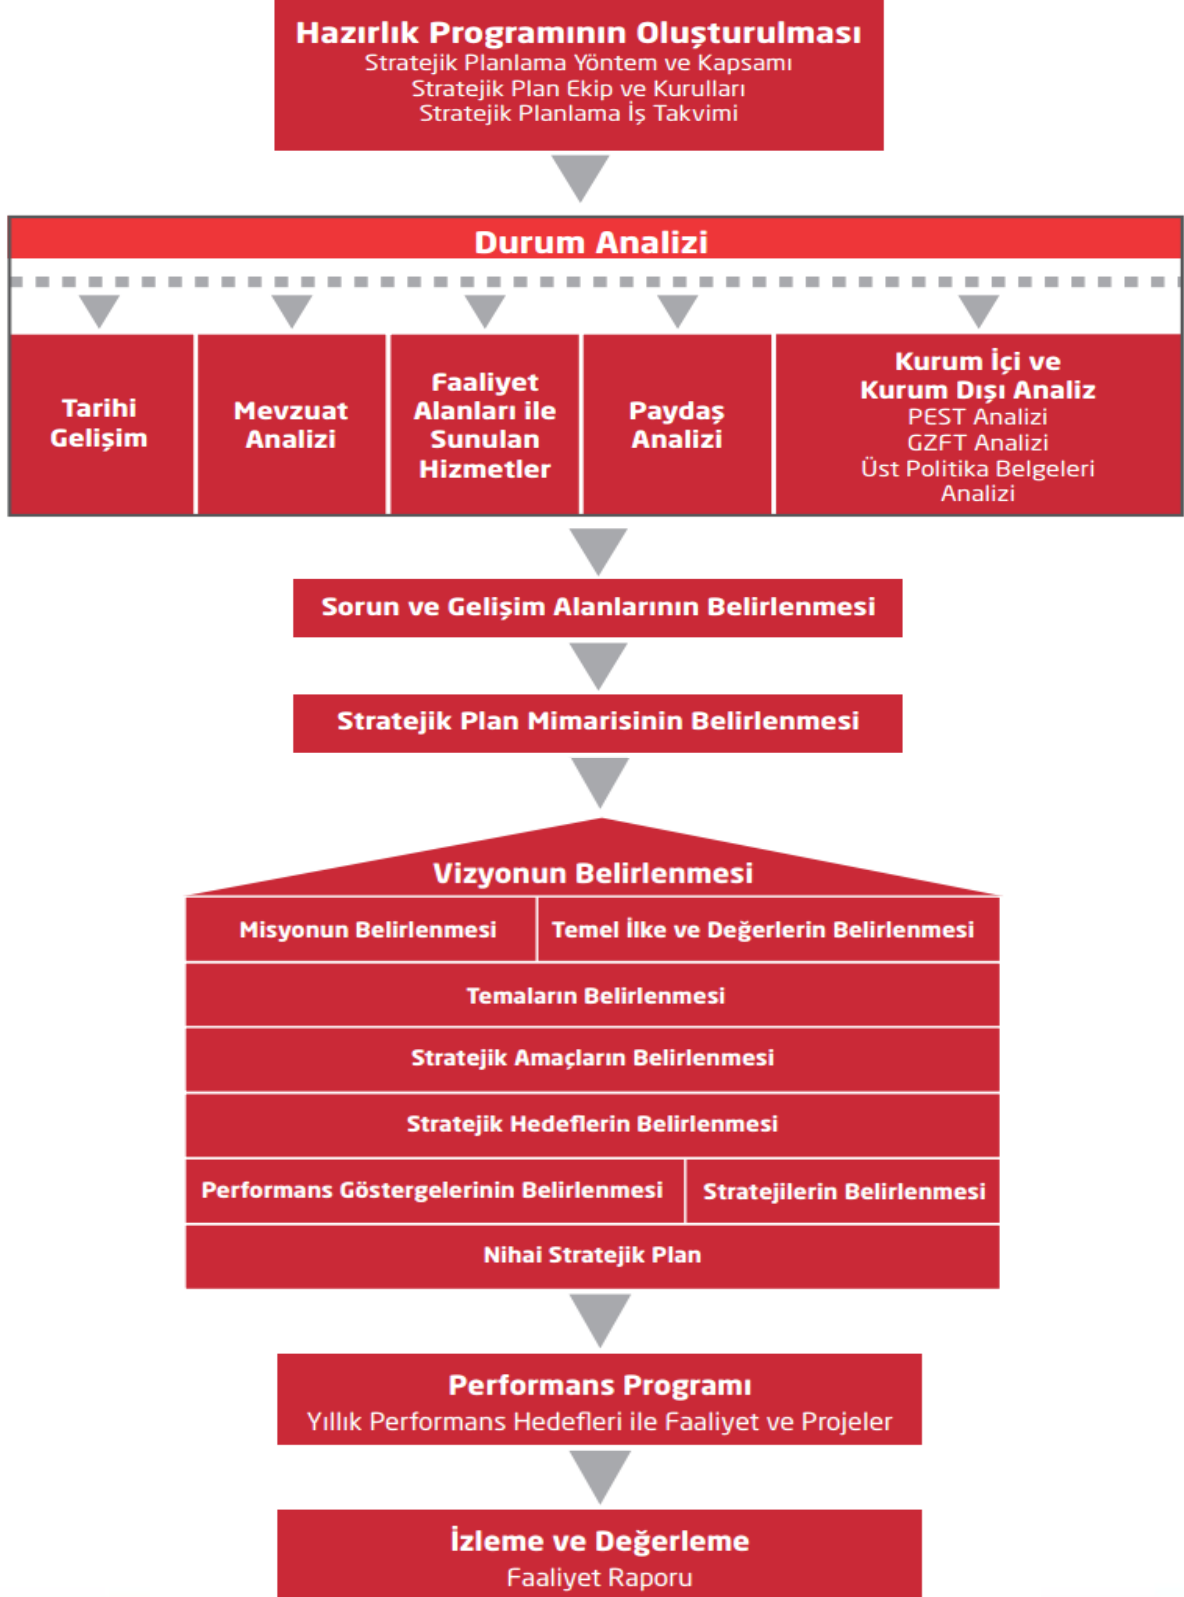 Hazırlık Programının Oluşturulması
Stratejik Planlama Yöntem ve Kapsamı
Stratejik Plan Ekip ve Kurulları
Stratejik Planlama İş Takvimi
Durum Analizi
Tarihi
Gelişim
Mevzuat
Analizi
Faaliyet
Alanları ile
Sunulan
Hizmetler
Paydaş
Analizi
Kurum İçi ve
Kurum Dışı Analiz
PEST Analizi
GZFT Analizi
Üst Politika Belgeleri
Analizi
Sorun ve Gelişim Alanlarının Belirlenmesi
Stratejik Plan Mimarisinin Belirlenmesi
Vizyonun Belirlenmesi
Misyonun Belirlenmesi
Temel İlke ve Değerlerin Belirlenmesi
Temaların Belirlenmesi
Stratejik Amaçların Belirlenmesi
Stratejik Hedeflerin Belirlenmesi
Performans Göstergelerinin Belirlenmesi
Stratejilerin Belirlenmesi
Nihai Stratejik Plan
Performans Programı
Yıllık Performans Hedefleri ile Faaliyet ve Projeler
İzleme ve Değerleme
Faaliyet Raporu